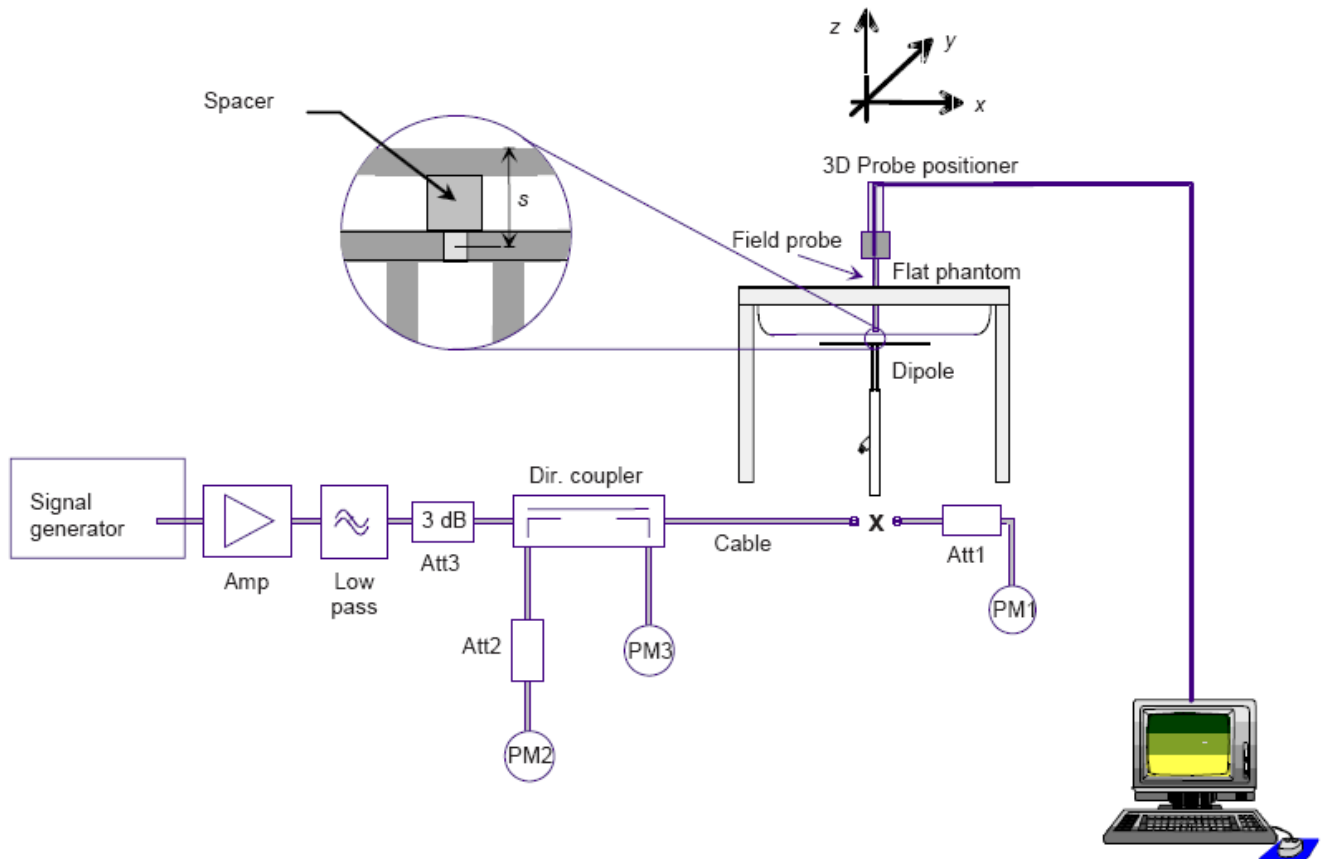 z
y
x
Spacer
s
3D Probe positioner
Field probe
Flat phantom
Dipole
Signal
generator
Amp
Low
pass
3 dB
Att3
Dir. coupler
Cable
X
Att1
PM1
Att2
PM3
PM2